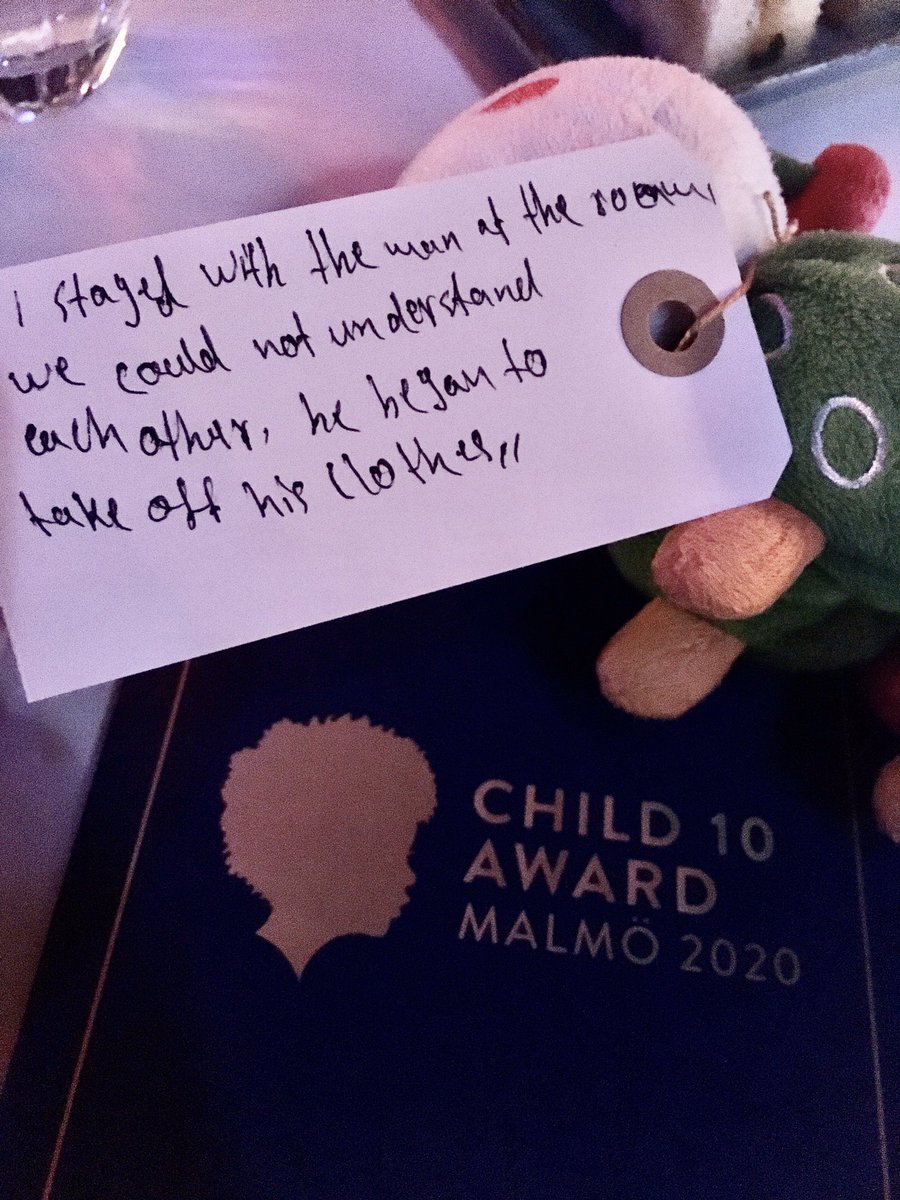 I stayed with the man at the room,
we could not understand
each other, he began to
take off his clothes,,
CHILD 10
AWARD
MALMÖ 2020